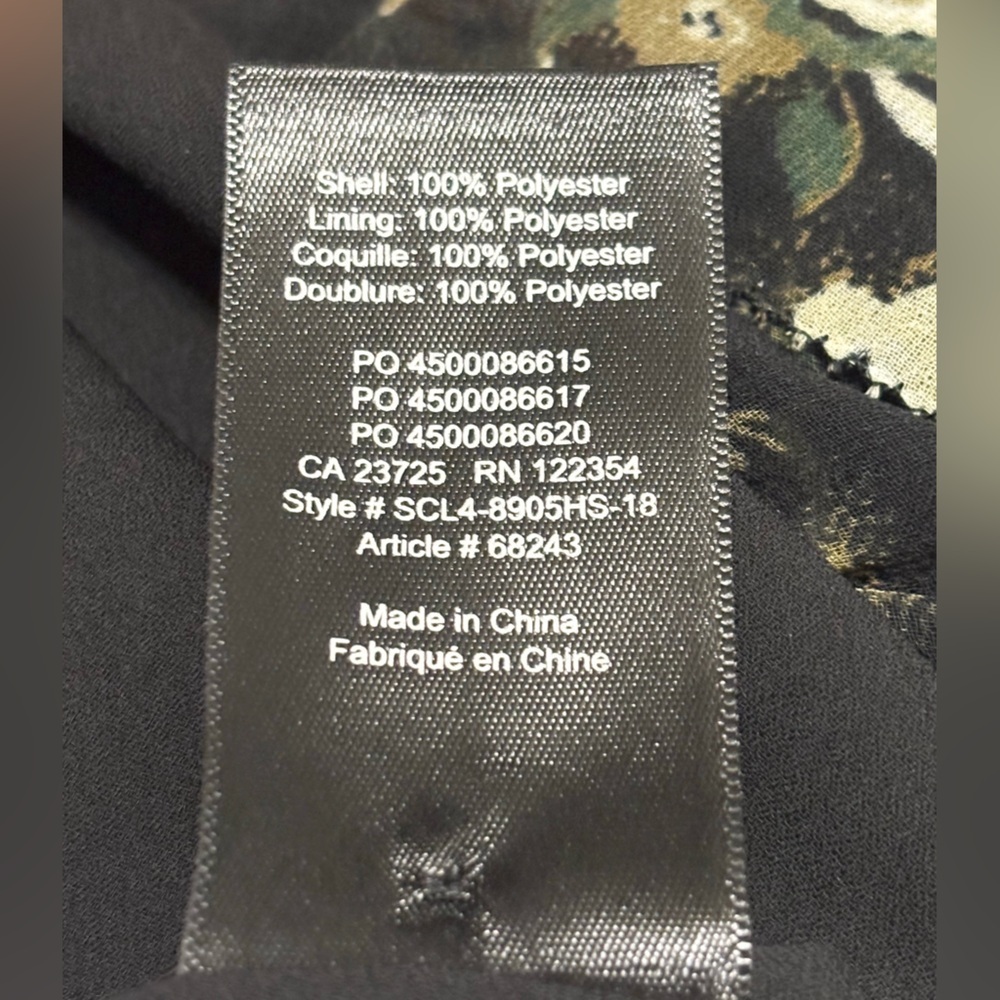 Shell: 100% Polyester
Lining: 100% Polyester
Coquille: 100% Polyester
Doublure: 100% Polyester
PO 4500086615
PO 4500086617
PO 4500086620
CA 23725 RN 122354
Style # SCL4-8905HS-18
Article # 68243
Made in China
Fabriqué en Chine